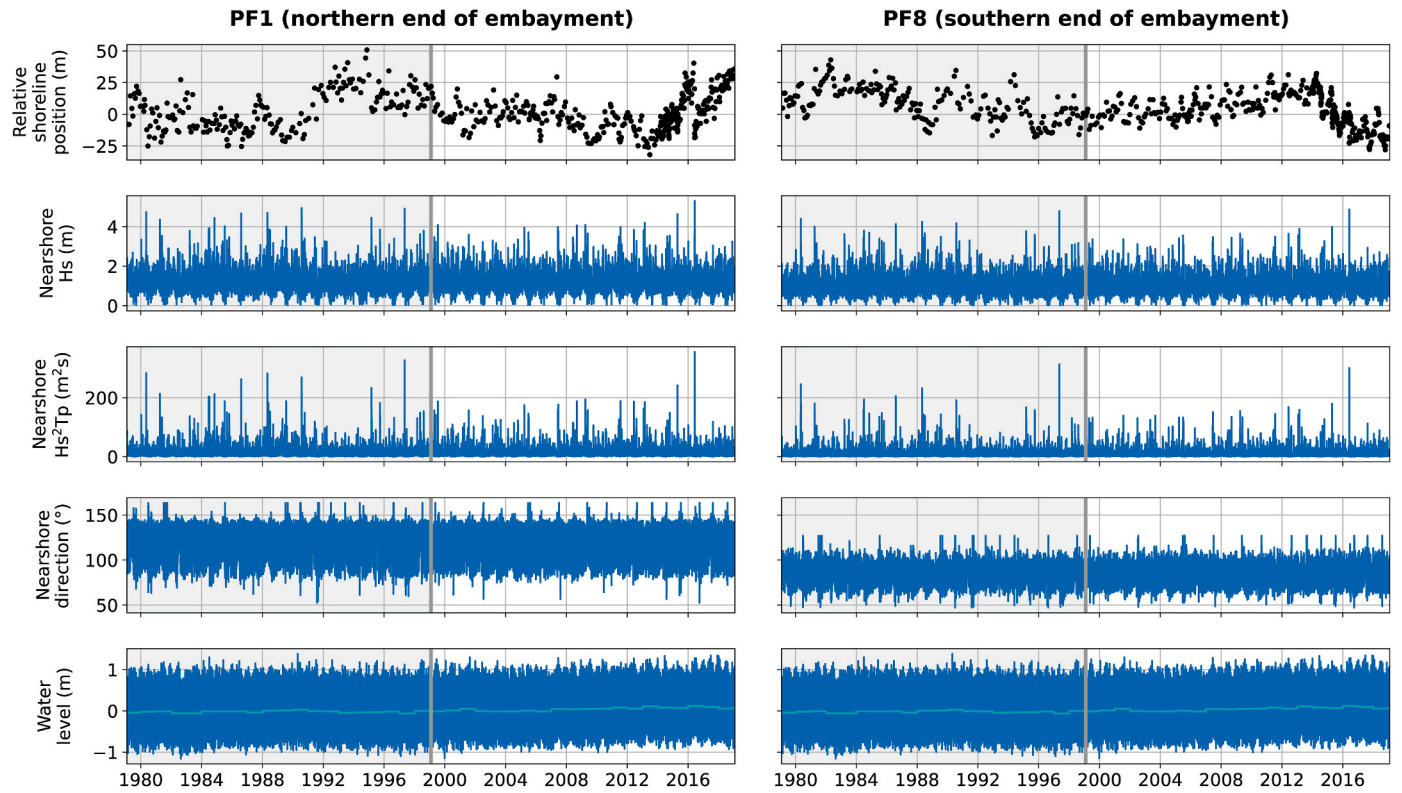 PF1 (northern end of embayment)
PF8 (southern end of embayment)
Relative
shoreline
position (m)
50
25
0
−25
Nearshore
Hs (m)
4
2
0
Nearshore
Hs²Tp (m²s)
200
0
Nearshore
direction (°)
150
100
50
Water
level (m)
1
0
−1
1980 1984 1988 1992 1996 2000 2004 2008 2012 2016
1980 1984 1988 1992 1996 2000 2004 2008 2012 2016